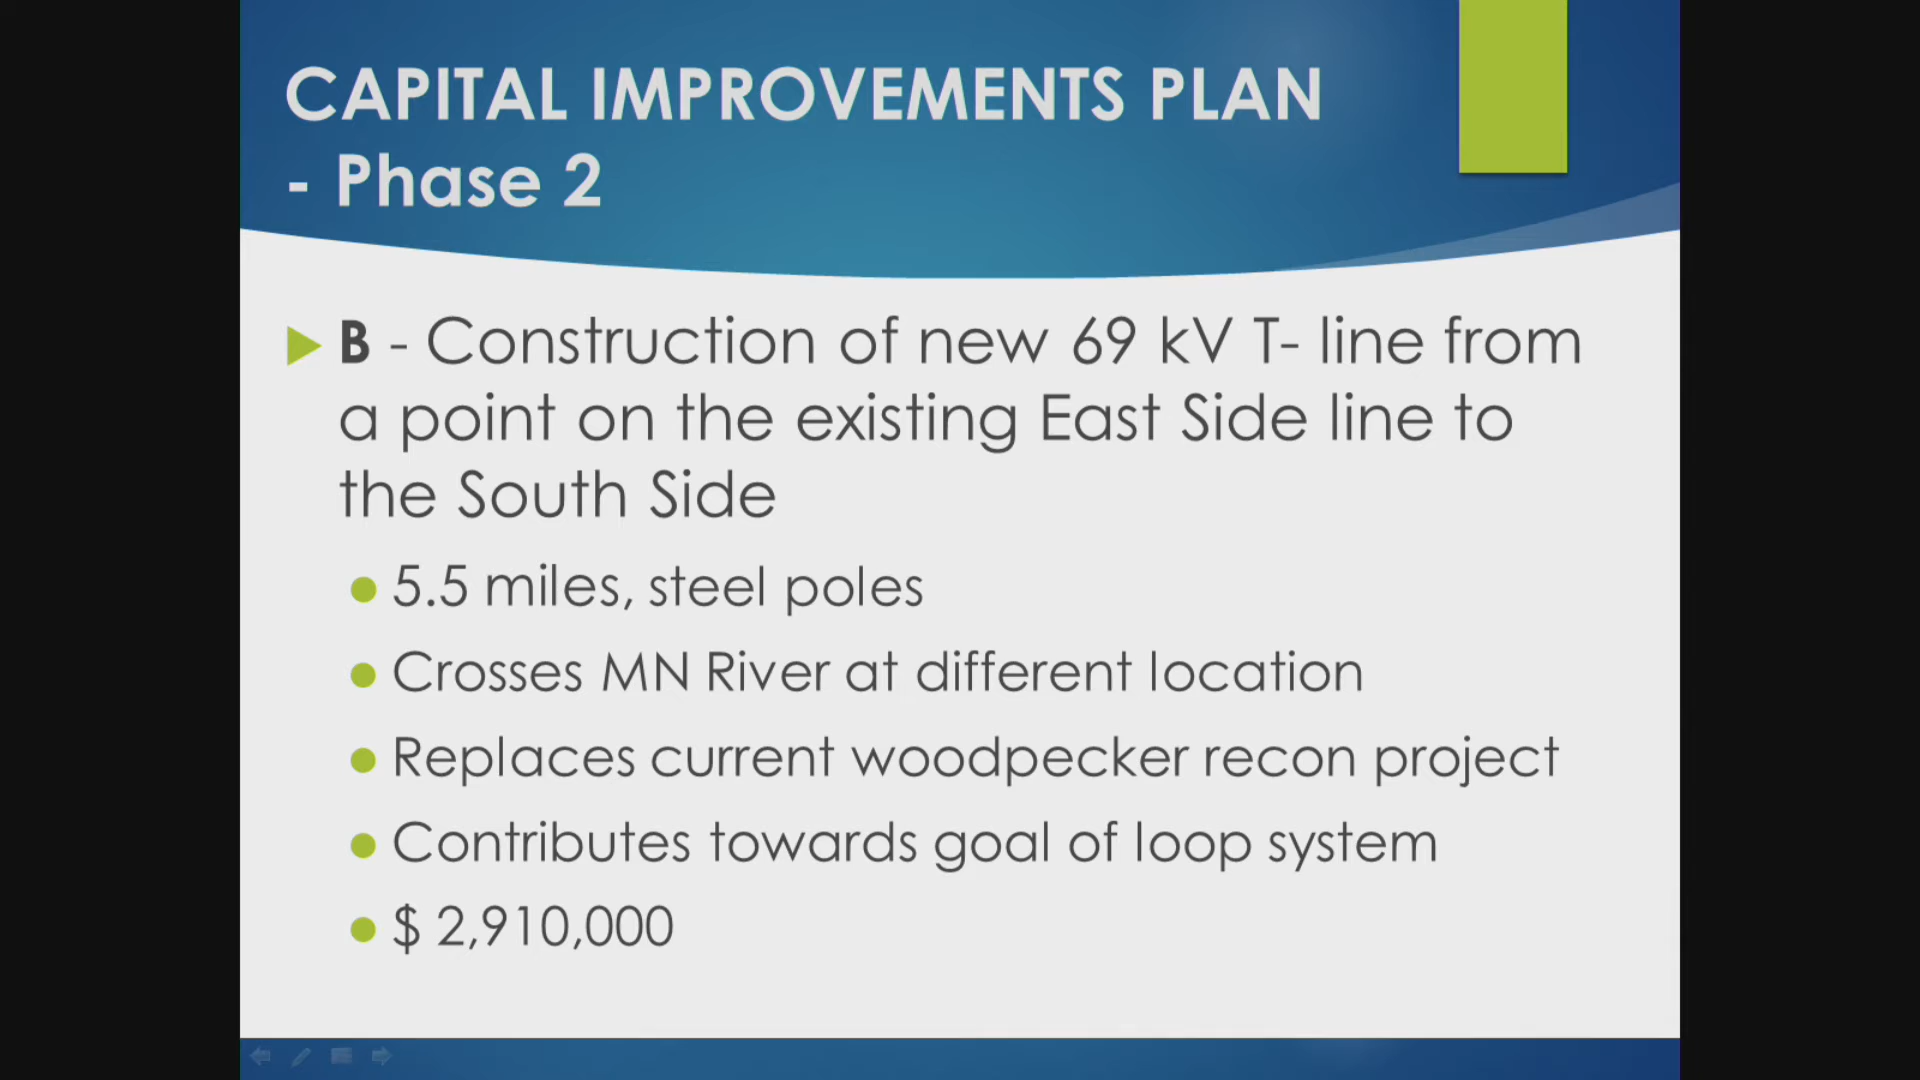 CAPITAL IMPROVEMENTS PLAN
- Phase 2
B - Construction of new 69 kV T- line from
a point on the existing East Side line to
the South Side
5.5 miles, steel poles
Crosses MN River at different location
Replaces current woodpecker recon project
Contributes towards goal of loop system
$ 2,910,000